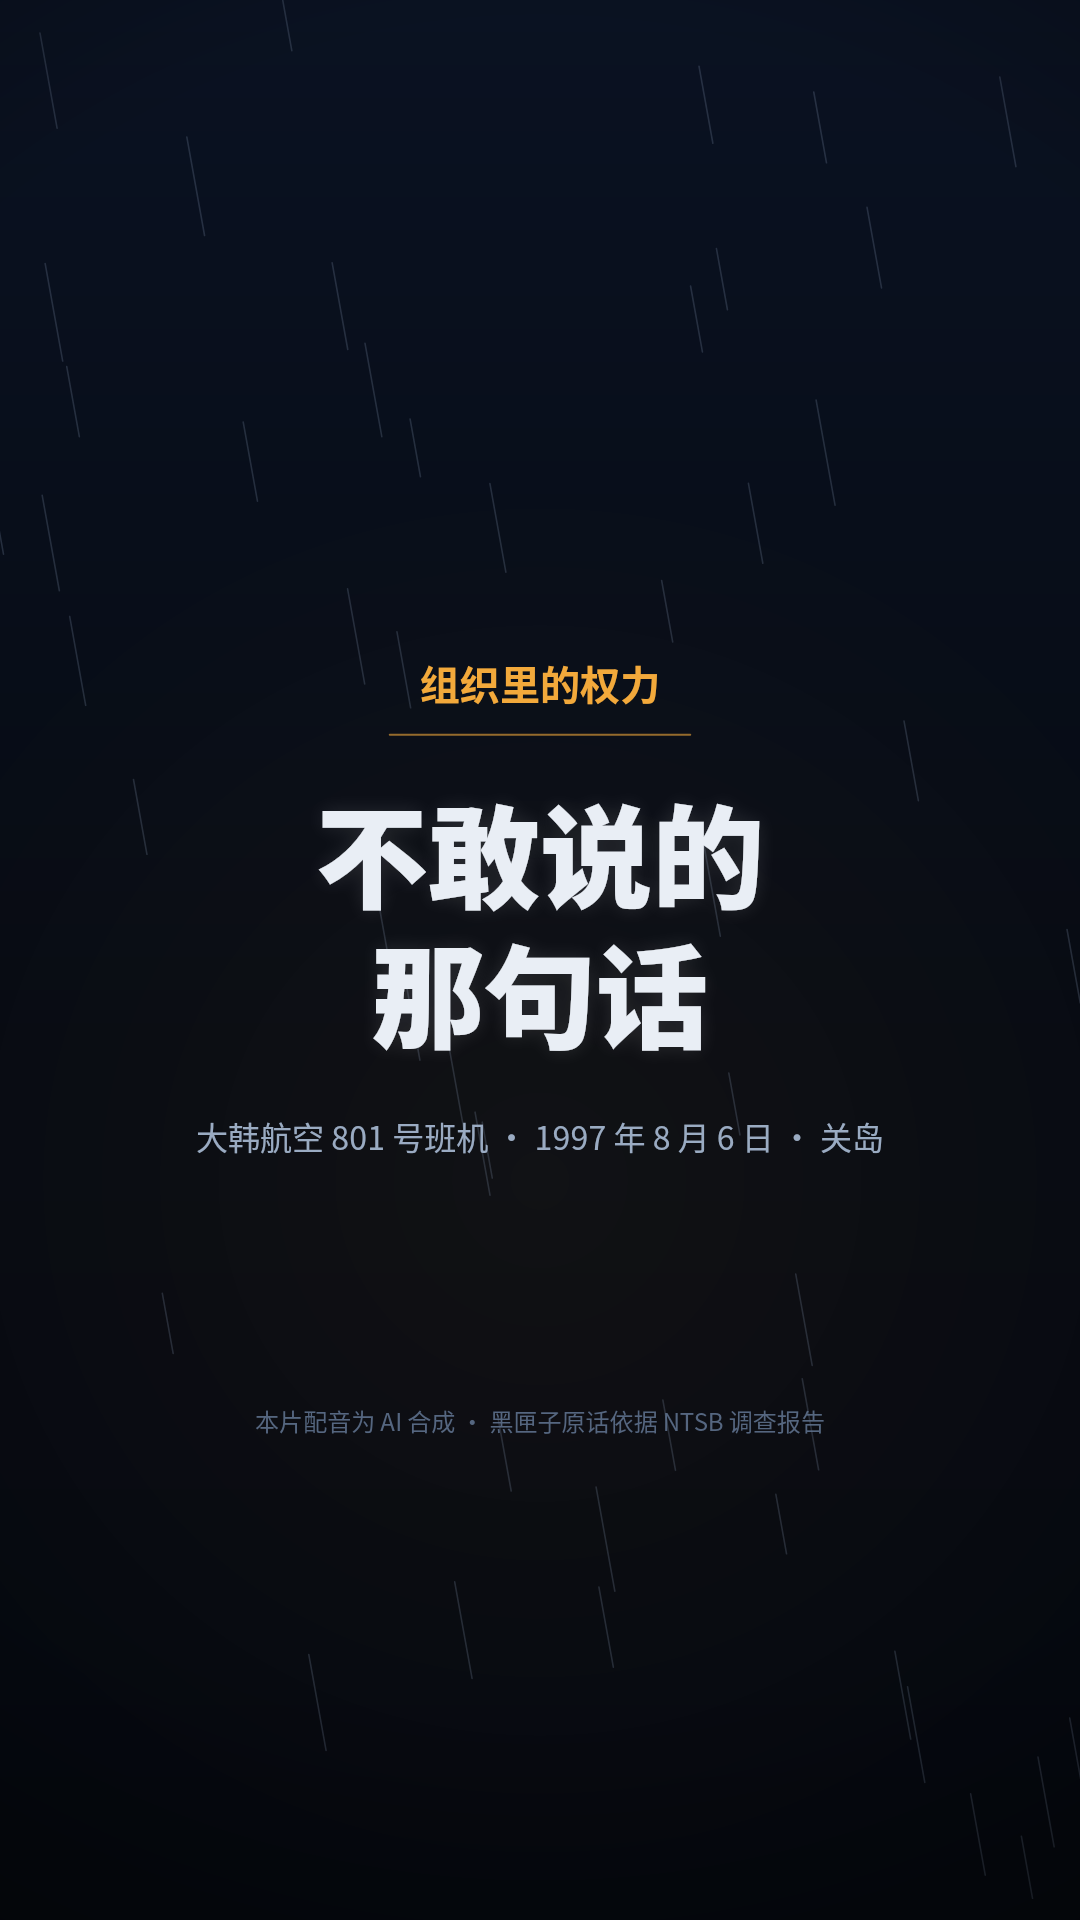 组织里的权力
不敢说的
那句话
大韩航空 801 号班机 · 1997 年 8 月 6 日 · 关岛
本片配音为 AI 合成 · 黑匣子原话依据 NTSB 调查报告